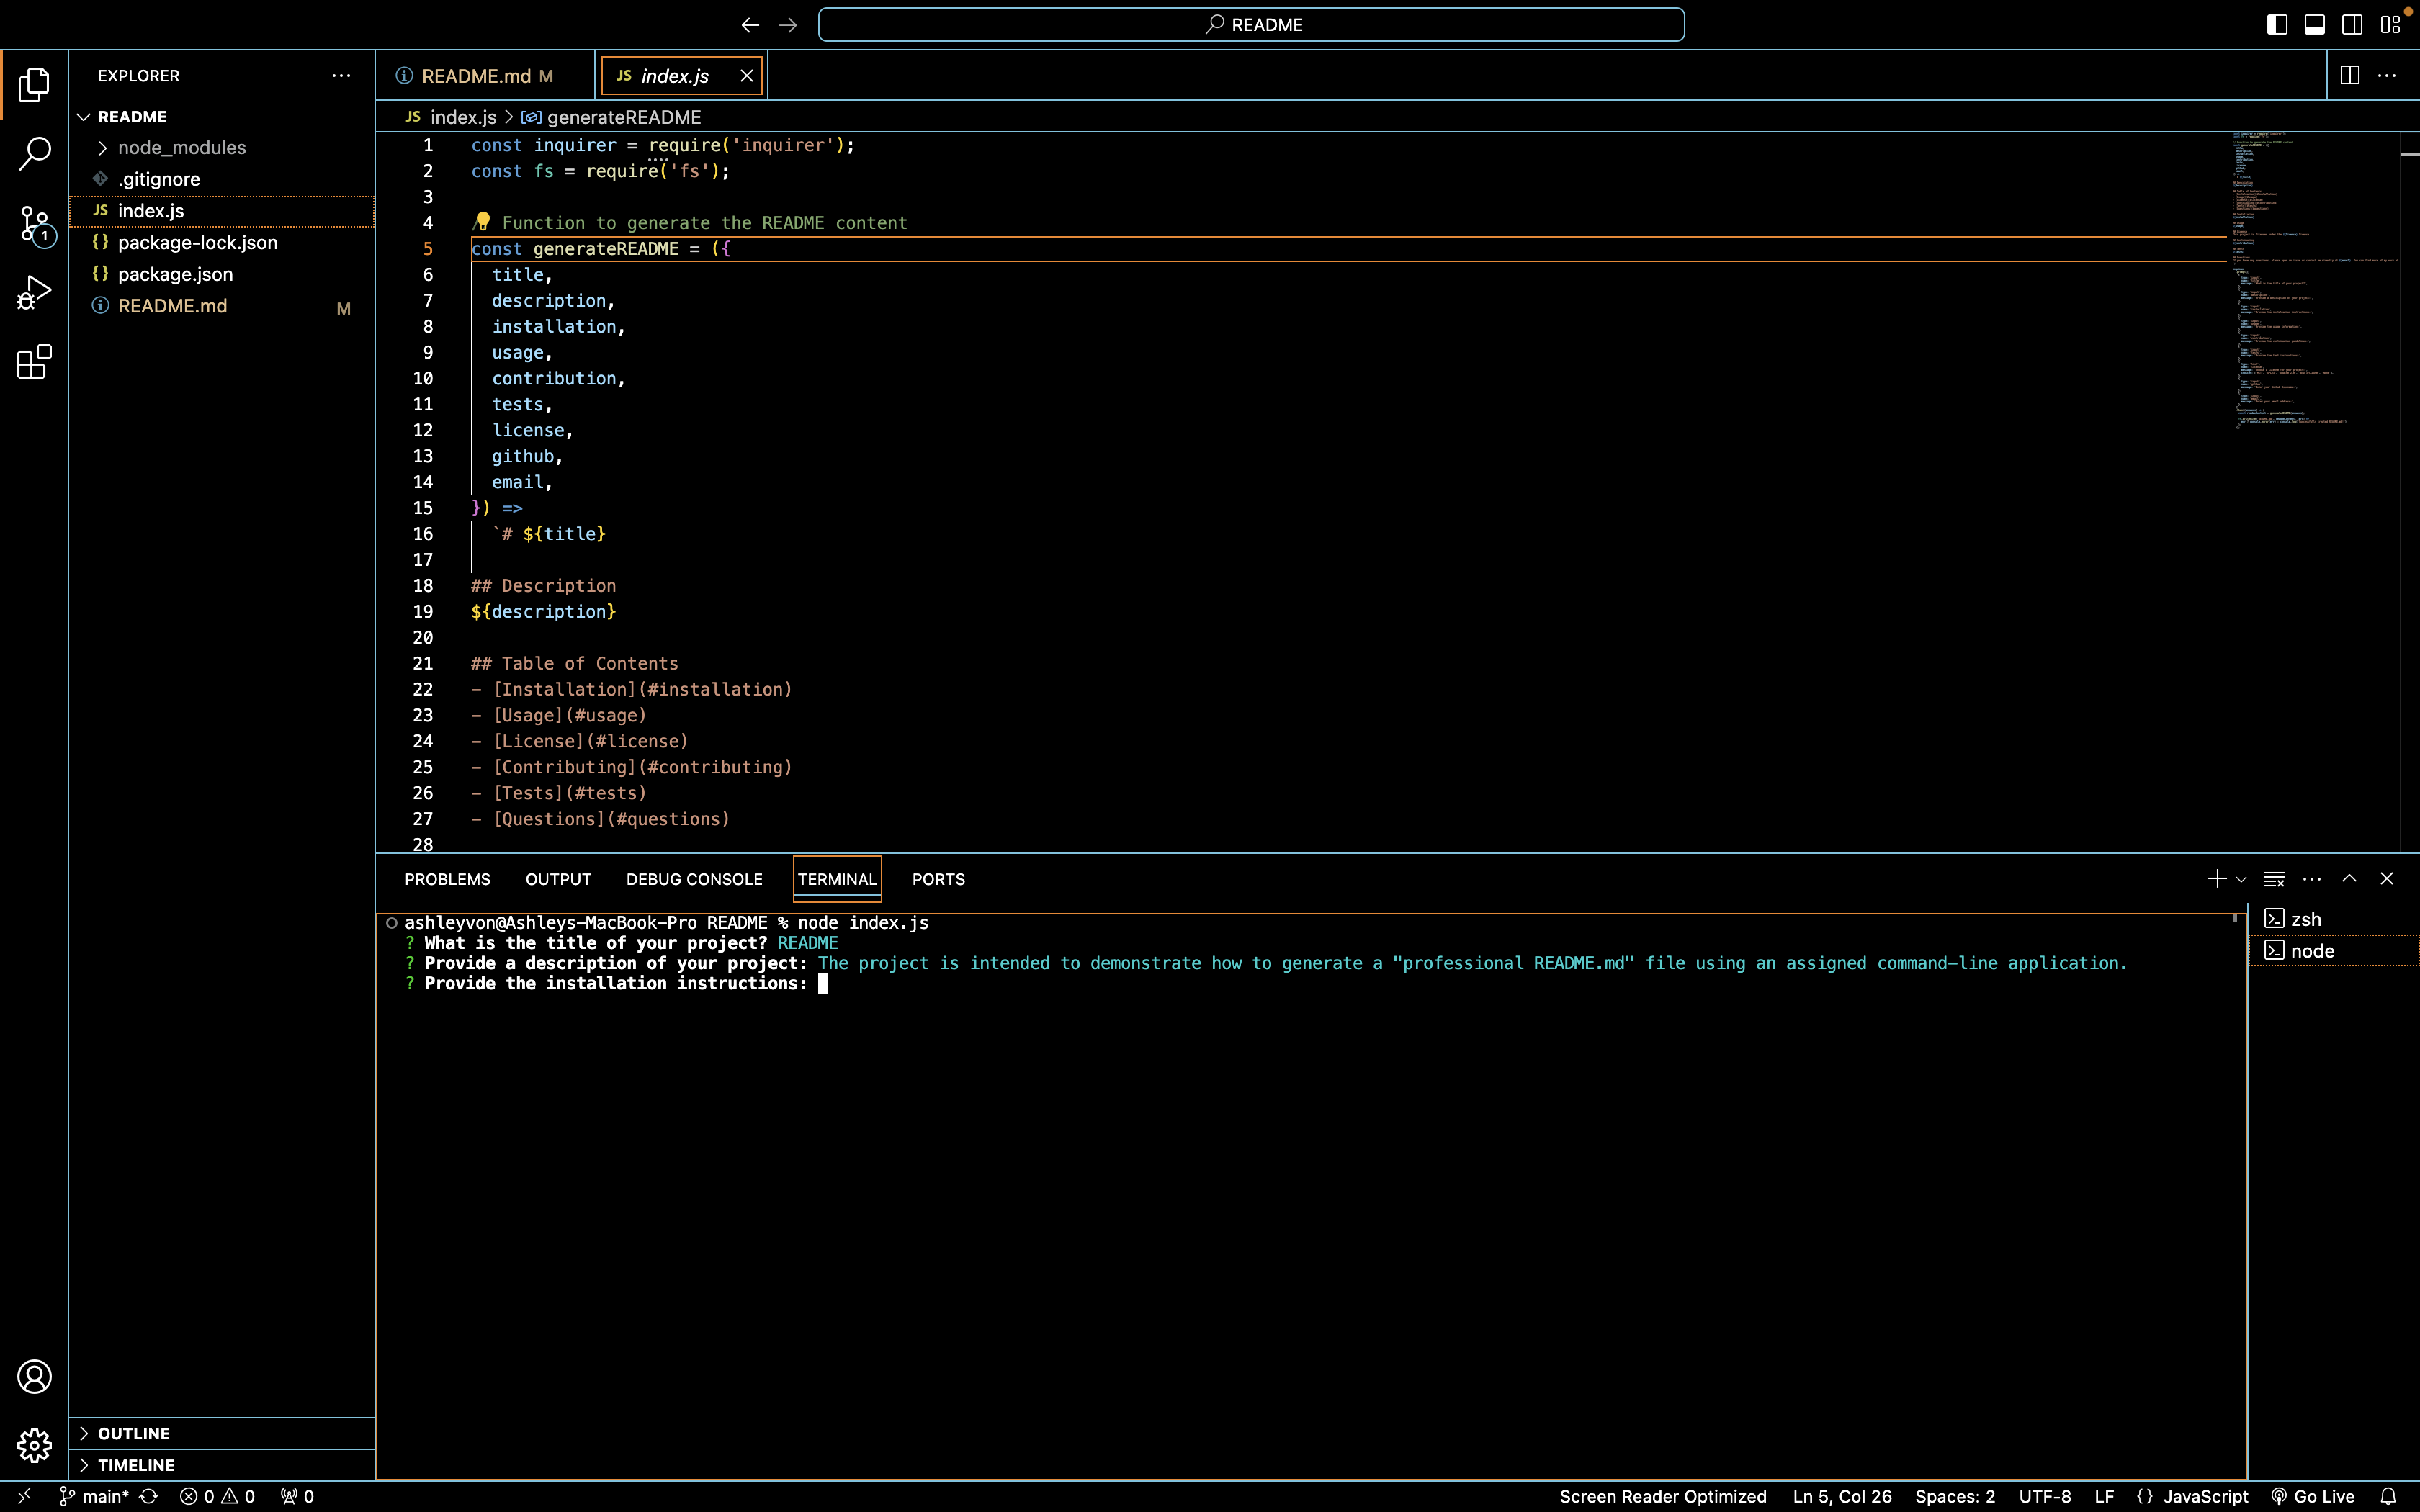 README
EXPLORER
README
node_modules
.gitignore
JS index.js
{} package-lock.json
{} package.json
README.md M
1
README.md M
JS index.js
JS index.js > generateREADME
1 const inquirer = require('inquirer');
2 const fs = require('fs');
3
4 / Function to generate the README content
5 const generateREADME = ({
6 title,
7 description,
8 installation,
9 usage,
10 contribution,
11 tests,
12 license,
13 github,
14 email,
15 }) =>
16 `# ${title}
17
18 ## Description
19 ${description}
20
21 ## Table of Contents
22 - [Installation](#installation)
23 - [Usage](#usage)
24 - [License](#license)
25 - [Contributing](#contributing)
26 - [Tests](#tests)
27 - [Questions](#questions)
28
PROBLEMS OUTPUT DEBUG CONSOLE TERMINAL PORTS
ashleyvon@Ashleys-MacBook-Pro README % node index.js
? What is the title of your project? README
? Provide a description of your project: The project is intended to demonstrate how to generate a "professional README.md" file using an assigned command-line application.
? Provide the installation instructions:
zsh
node
OUTLINE
TIMELINE
main* 0 0 0 Screen Reader Optimized Ln 5, Col 26 Spaces: 2 UTF-8 LF {} JavaScript Go Live